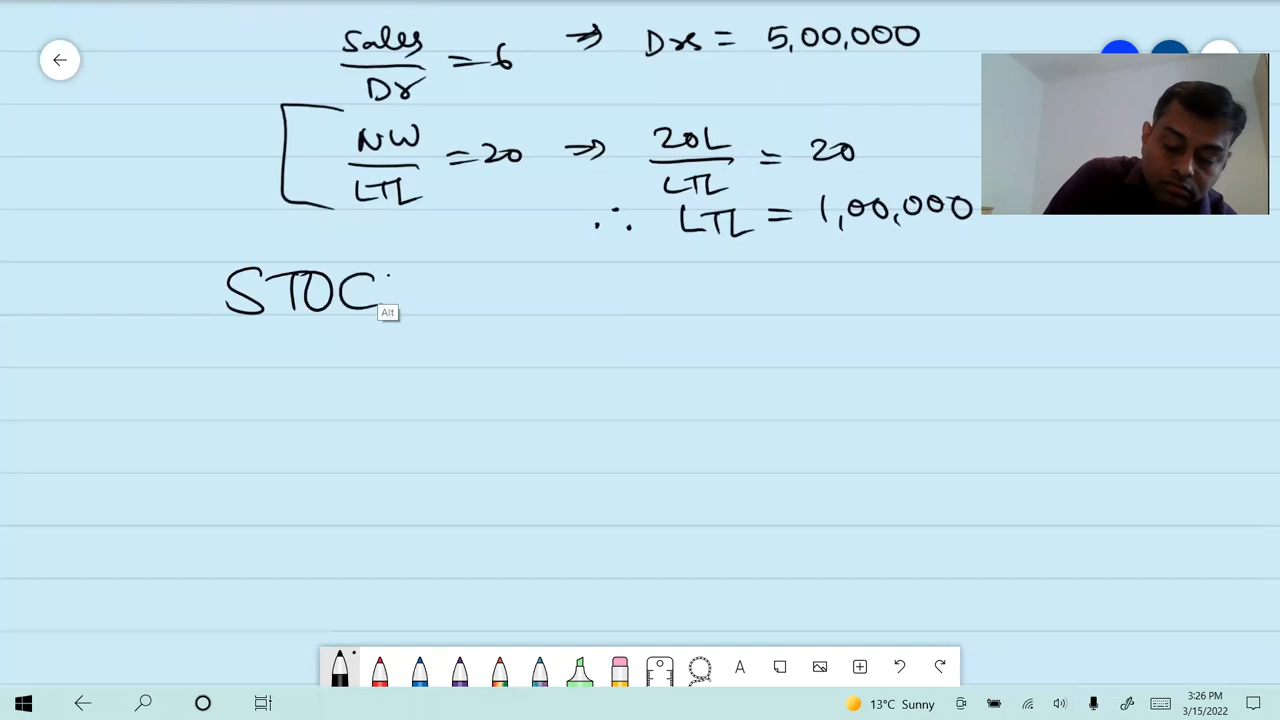 Sales/Dr = 6 ⇒ Drs = 5,00,000
NW/LTL = 20 ⇒ 20L/LTL = 20
∴ LTL = 1,00,000
STOC
Alt
A
13°C Sunny
3:26 PM
3/15/2022